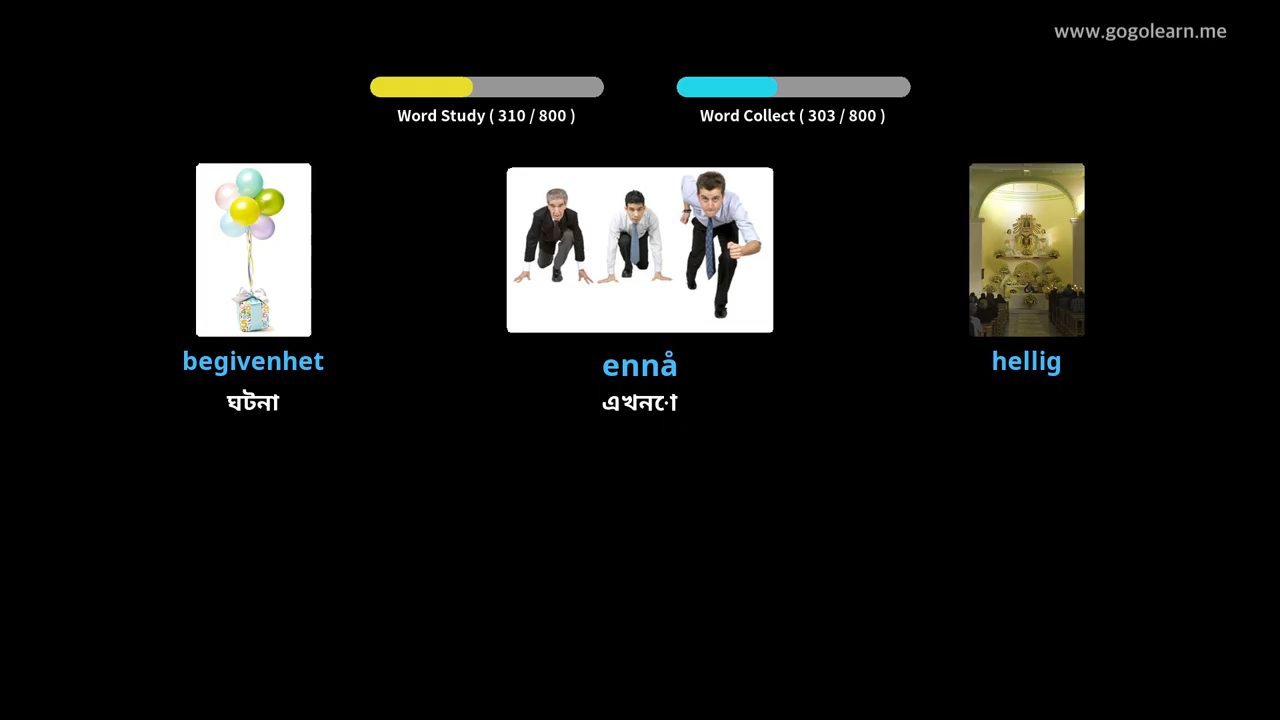 www.gogolearn.me
Word Study ( 310 / 800 )
Word Collect ( 303 / 800 )
begivenhet
ennå
hellig
ঘটনা
এখনো